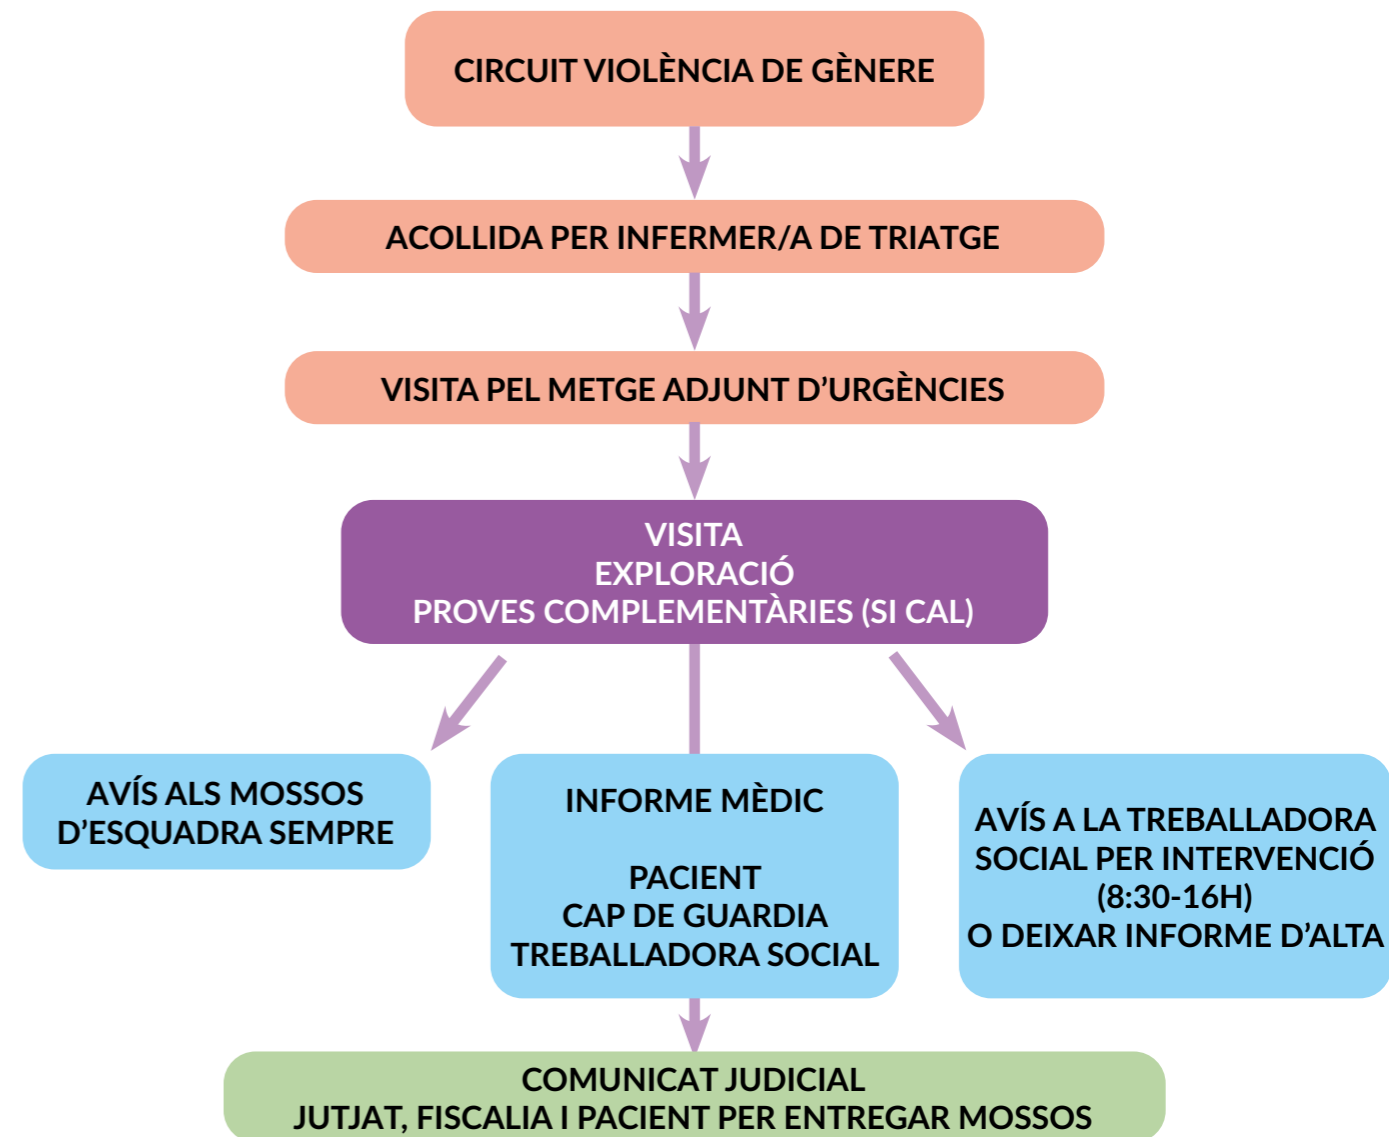 CIRCUIT VIOLÈNCIA DE GÈNERE
ACOLLIDA PER INFERMER/A DE TRIATGE
VISITA PEL METGE ADJUNT D’URGÈNCIES
VISITA
EXPLORACIÓ
PROVES COMPLEMENTÀRIES (SI CAL)
AVÍS ALS MOSSOS
D’ESQUADRA SEMPRE
INFORME MÈDIC
PACIENT
CAP DE GUARDIA
TREBALLADORA SOCIAL
AVÍS A LA TREBALLADORA
SOCIAL PER INTERVENCIÓ
(8:30-16H)
O DEIXAR INFORME D’ALTA
COMUNICAT JUDICIAL
JUTJAT, FISCALIA I PACIENT PER ENTREGAR MOSSOS